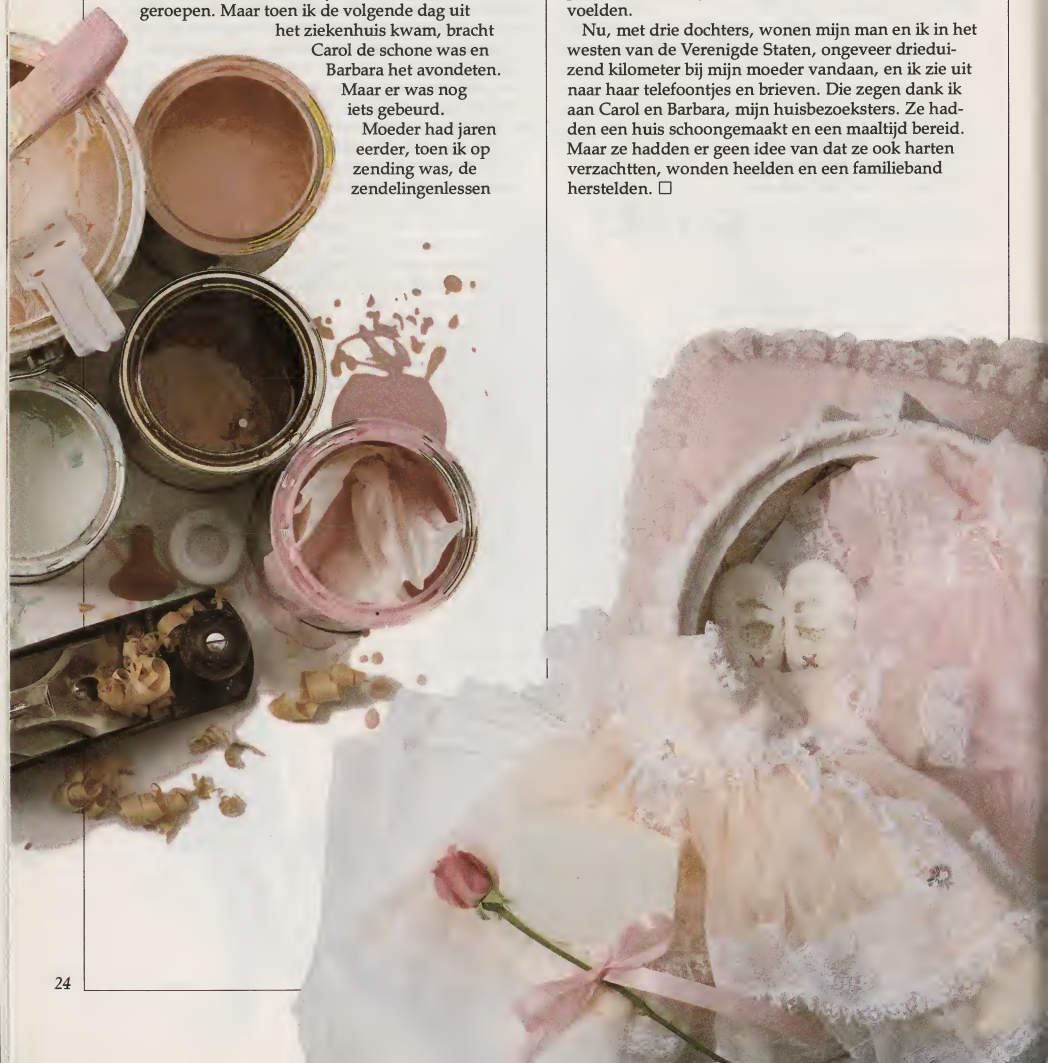 geroepen. Maar toen ik de volgende dag uit
het ziekenhuis kwam, bracht
Carol de schone was en
Barbara het avondeten.
Maar er was nog
iets gebeurd.
Moeder had jaren
eerder, toen ik op
zending was, de
zendelingenlessen
voelden.
Nu, met drie dochters, wonen mijn man en ik in het
westen van de Verenigde Staten, ongeveer driedui-
zend kilometer bij mijn moeder vandaan, en ik zie uit
naar haar telefoontjes en brieven. Die zegen dank ik
aan Carol en Barbara, mijn huisbezoeksters. Ze had-
den een huis schoongemaakt en een maaltijd bereid.
Maar ze hadden er geen idee van dat ze ook harten
verzachtten, wonden heelden en een familieband
herstelden. □
24